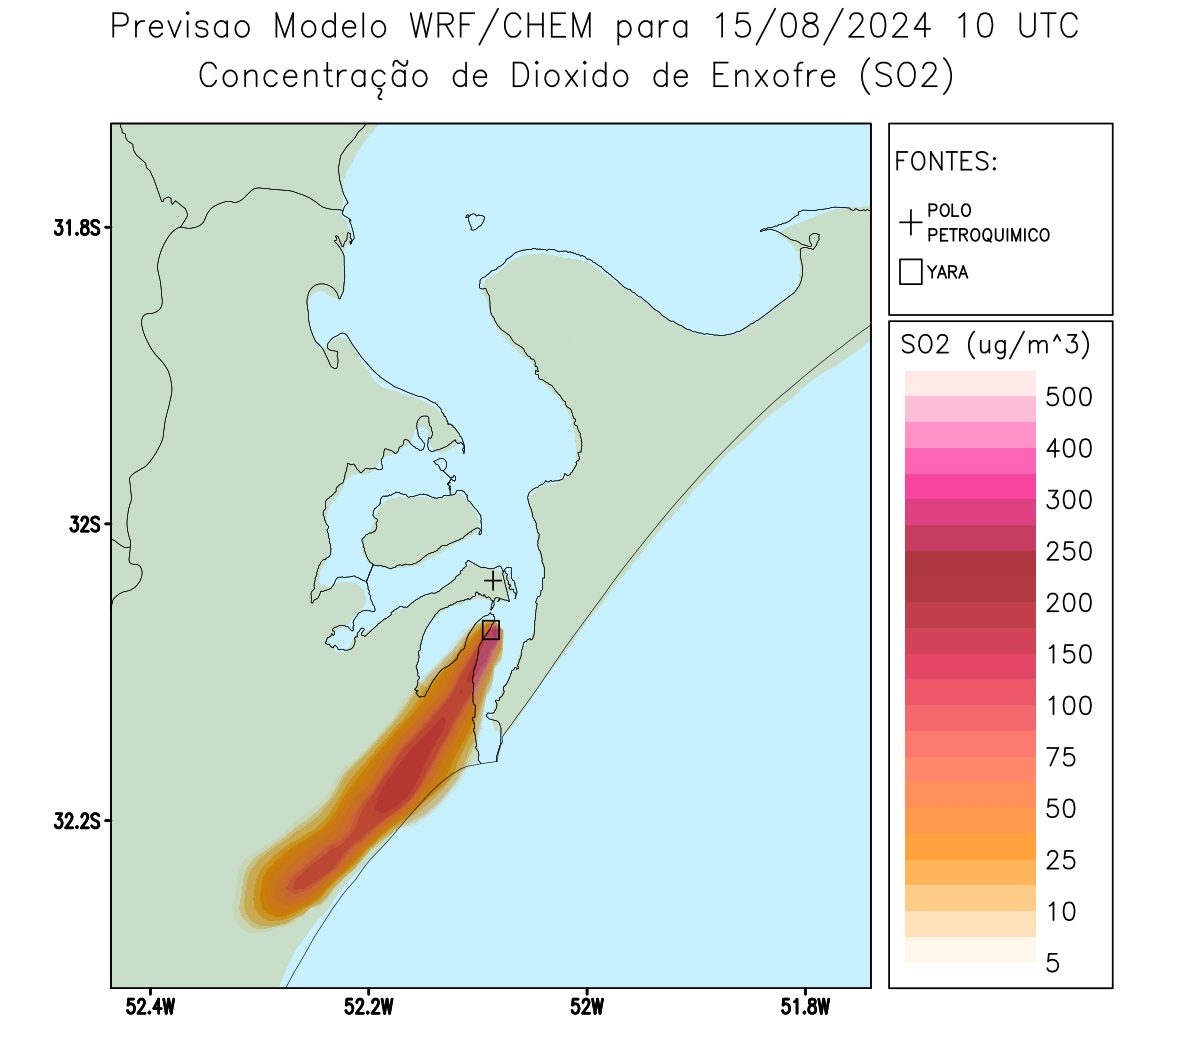 Previsao Modelo WRF/CHEM para 15/08/2024 10 UTC
Concentração de Dioxido de Enxofre (SO2)
FONTES:
POLO
PETROQUIMICO
YARA
SO2 (ug/m^3)
500
400
300
250
200
150
100
75
50
25
10
5
31.8S
32S
32.2S
52.4W
52.2W
52W
51.8W